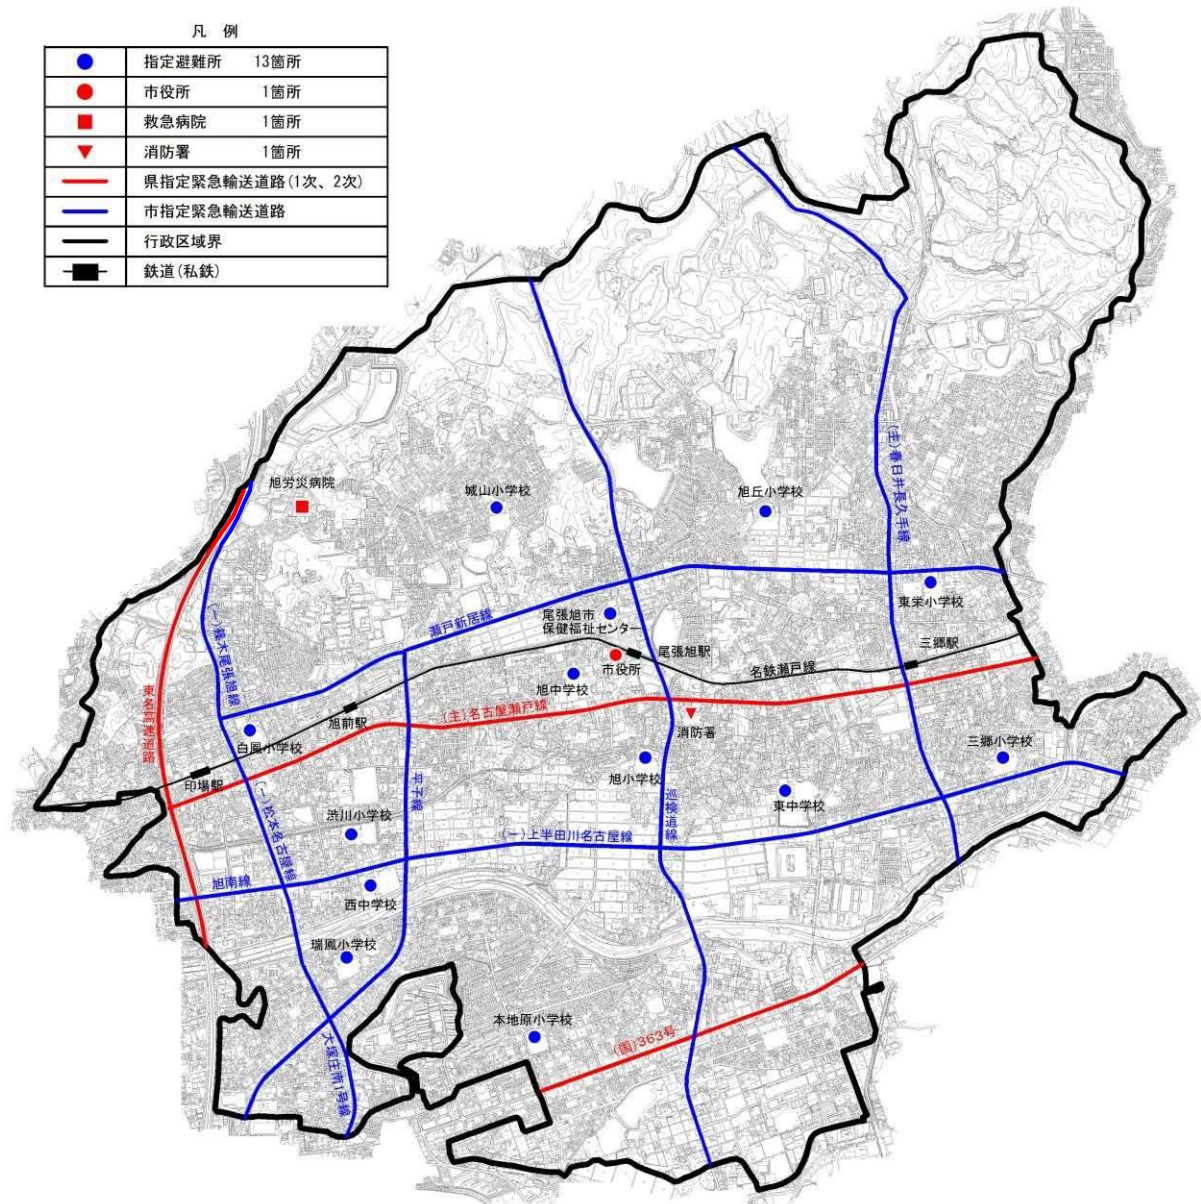 凡 例
指定避難所 13箇所
市役所 1箇所
救急病院 1箇所
消防署 1箇所
県指定緊急輸送道路(1次、2次)
市指定緊急輸送道路
行政区域界
鉄道(私鉄)
旭労災病院
城山小学校
旭丘小学校
(主)春日井長久手線
東栄小学校
瀬戸新居線
尾張旭市
保健福祉センター
尾張旭駅
三郷駅
市役所
名鉄瀬戸線
旭中学校
(一)庄木尾張旭線
東名高速道路
旭前駅
(主)名古屋瀬戸線
消防署
白鳳小学校
三郷小学校
旭小学校
印場駅
平子線
東中学校
巡検道線
渋川小学校
(一)松本名古屋線
(一)上半田川名古屋線
旭南線
西中学校
瑞鳳小学校
本地原小学校
(国)363号
大塚庄南1号線